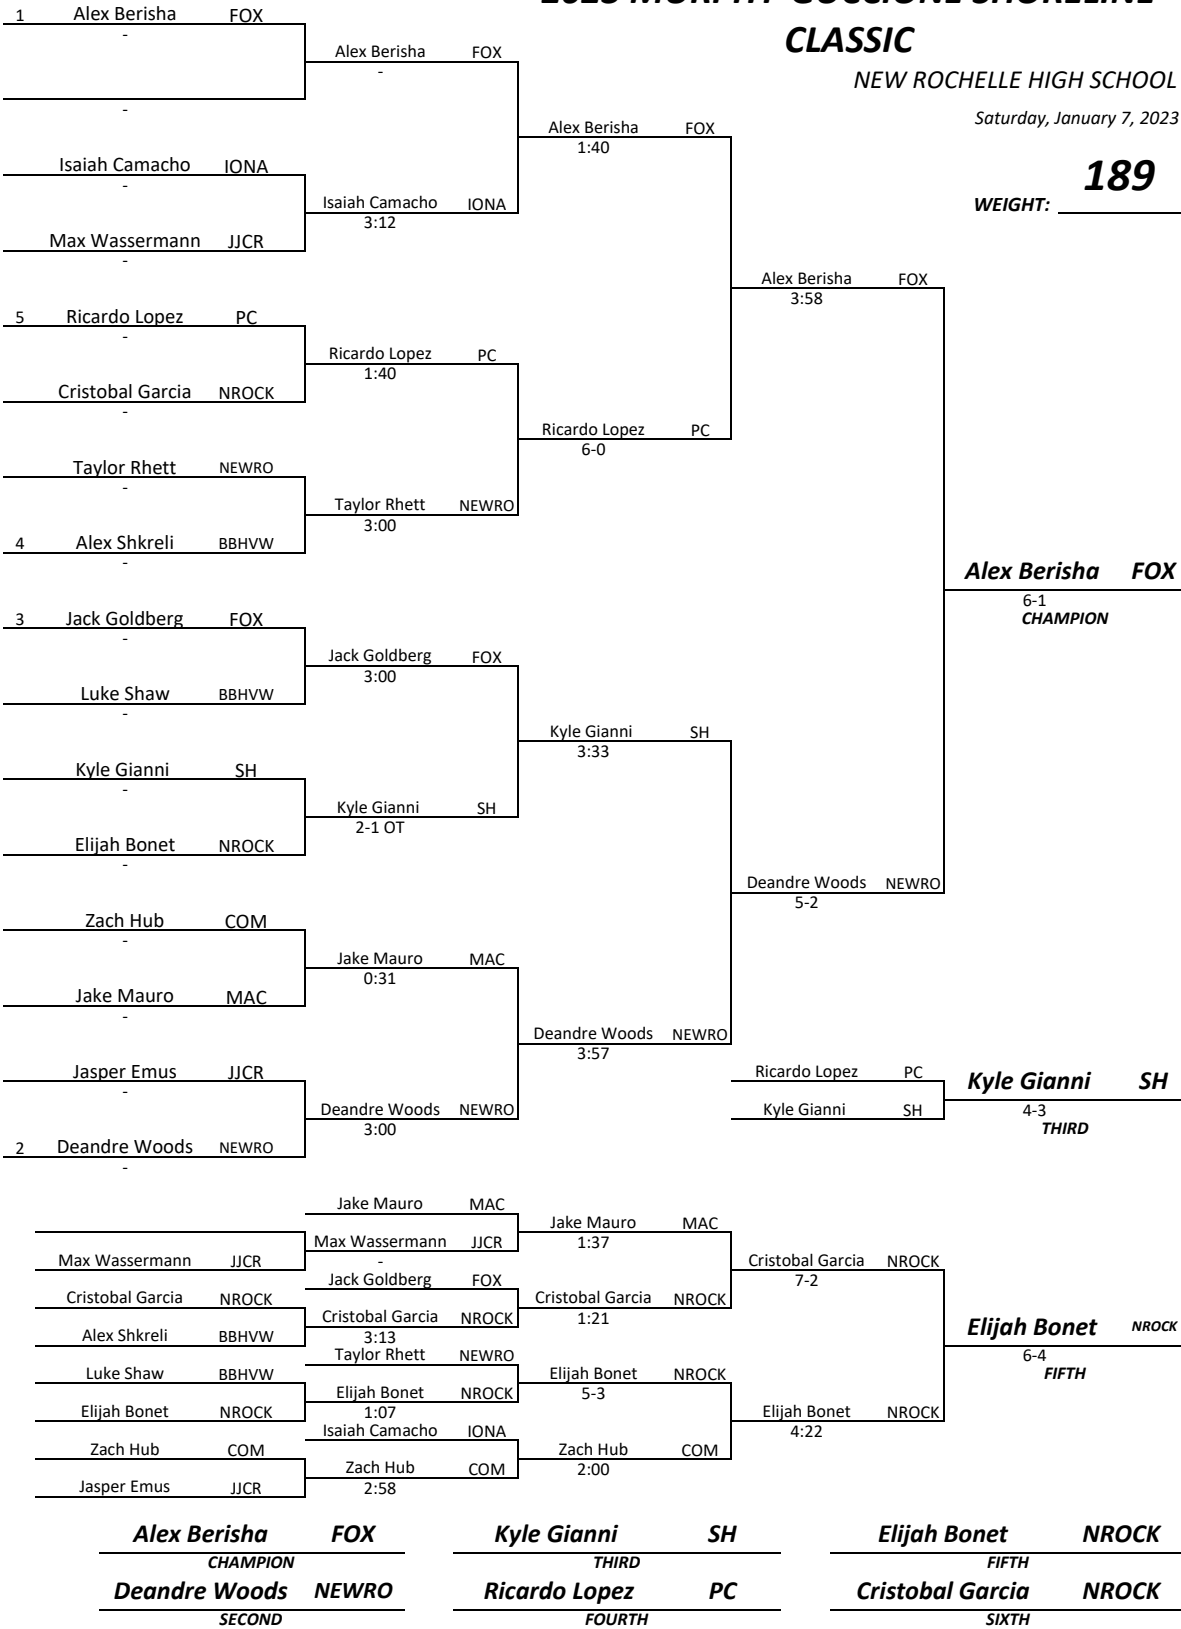 CLASSIC
NEW ROCHELLE HIGH SCHOOL
Saturday, January 7, 2023
WEIGHT: 189
1 Alex Berisha FOX
-
Alex Berisha FOX
-
-
Alex Berisha FOX
1:40
Isaiah Camacho IONA
-
Isaiah Camacho IONA
3:12
Max Wassermann JJCR
-
Alex Berisha FOX
3:58
5 Ricardo Lopez PC
-
Ricardo Lopez PC
1:40
Cristobal Garcia NROCK
-
Ricardo Lopez PC
6-0
Taylor Rhett NEWRO
-
Taylor Rhett NEWRO
3:00
4 Alex Shkreli BBHVW
-
Alex Berisha FOX
6-1
CHAMPION
3 Jack Goldberg FOX
-
Jack Goldberg FOX
3:00
Luke Shaw BBHVW
-
Kyle Gianni SH
3:33
Kyle Gianni SH
-
Kyle Gianni SH
2-1 OT
Elijah Bonet NROCK
-
Deandre Woods NEWRO
5-2
Zach Hub COM
-
Jake Mauro MAC
0:31
Jake Mauro MAC
-
Deandre Woods NEWRO
3:57
Jasper Emus JJCR
-
Deandre Woods NEWRO
3:00
2 Deandre Woods NEWRO
-
Ricardo Lopez PC
Kyle Gianni SH
Kyle Gianni SH
4-3
THIRD
Jake Mauro MAC
Jake Mauro MAC
1:37
Max Wassermann JJCR
-
Max Wassermann JJCR
Cristobal Garcia NROCK
7-2
Jack Goldberg FOX
Cristobal Garcia NROCK
Cristobal Garcia NROCK
1:21
Cristobal Garcia NROCK
3:13
Alex Shkreli BBHVW
Elijah Bonet NROCK
6-4
FIFTH
Taylor Rhett NEWRO
Luke Shaw BBHVW
Elijah Bonet NROCK
5-3
Elijah Bonet NROCK
1:07
Elijah Bonet NROCK
Elijah Bonet NROCK
4:22
Isaiah Camacho IONA
Zach Hub COM
Zach Hub COM
2:00
Zach Hub COM
2:58
Jasper Emus JJCR
Alex Berisha FOX
CHAMPION
Kyle Gianni SH
THIRD
Elijah Bonet NROCK
FIFTH
Deandre Woods NEWRO
SECOND
Ricardo Lopez PC
FOURTH
Cristobal Garcia NROCK
SIXTH